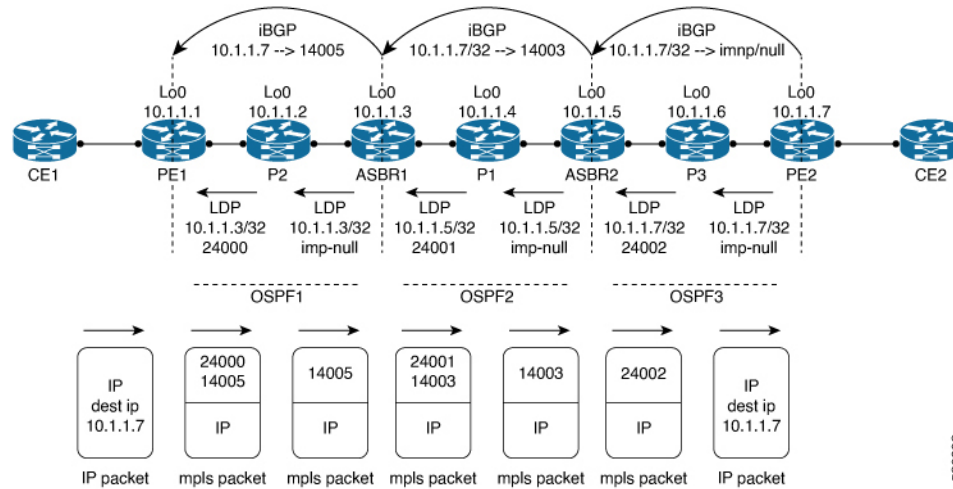 iBGP
10.1.1.7 --> 14005
iBGP
10.1.1.7/32 --> 14003
iBGP
10.1.1.7/32 --> imnp/null
Lo0
10.1.1.1
Lo0
10.1.1.2
Lo0
10.1.1.3
Lo0
10.1.1.4
Lo0
10.1.1.5
Lo0
10.1.1.6
Lo0
10.1.1.7
CE1
PE1
P2
ASBR1
P1
ASBR2
P3
PE2
CE2
LDP
10.1.1.3/32
24000
LDP
10.1.1.3/32
imp-null
LDP
10.1.1.5/32
24001
LDP
10.1.1.5/32
imp-null
LDP
10.1.1.7/32
24002
LDP
10.1.1.7/32
imp-null
OSPF1
OSPF2
OSPF3
IP
dest ip
10.1.1.7
24000
14005
IP
14005
IP
24001
14003
IP
14003
IP
24002
IP
IP
dest ip
10.1.1.7
IP packet
mpls packet
mpls packet
mpls packet
mpls packet
mpls packet
IP packet